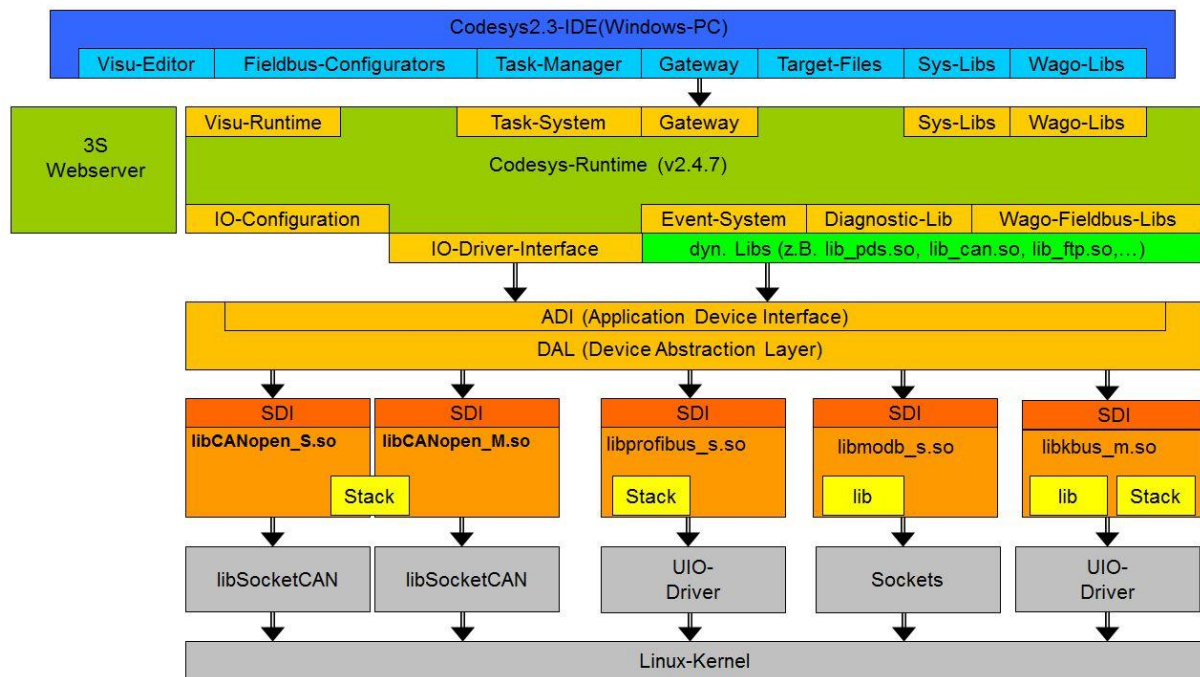 Codesys2.3-IDE(Windows-PC)
Visu-Editor Fieldbus-Configurators Task-Manager Gateway Target-Files Sys-Libs Wago-Libs
3S
Webserver
Visu-Runtime Task-System Gateway Sys-Libs Wago-Libs
Codesys-Runtime (v2.4.7)
IO-Configuration Event-System Diagnostic-Lib Wago-Fieldbus-Libs
IO-Driver-Interface dyn. Libs (z.B. lib_pds.so, lib_can.so, lib_ftp.so,…)
ADI (Application Device Interface)
DAL (Device Abstraction Layer)
SDI SDI SDI SDI SDI
libCANopen_S.so libCANopen_M.so libprofibus_s.so libmodb_s.so libkbus_m.so
Stack Stack lib lib Stack
libSocketCAN libSocketCAN UIO-
Driver Sockets UIO-
Driver
Linux-Kernel